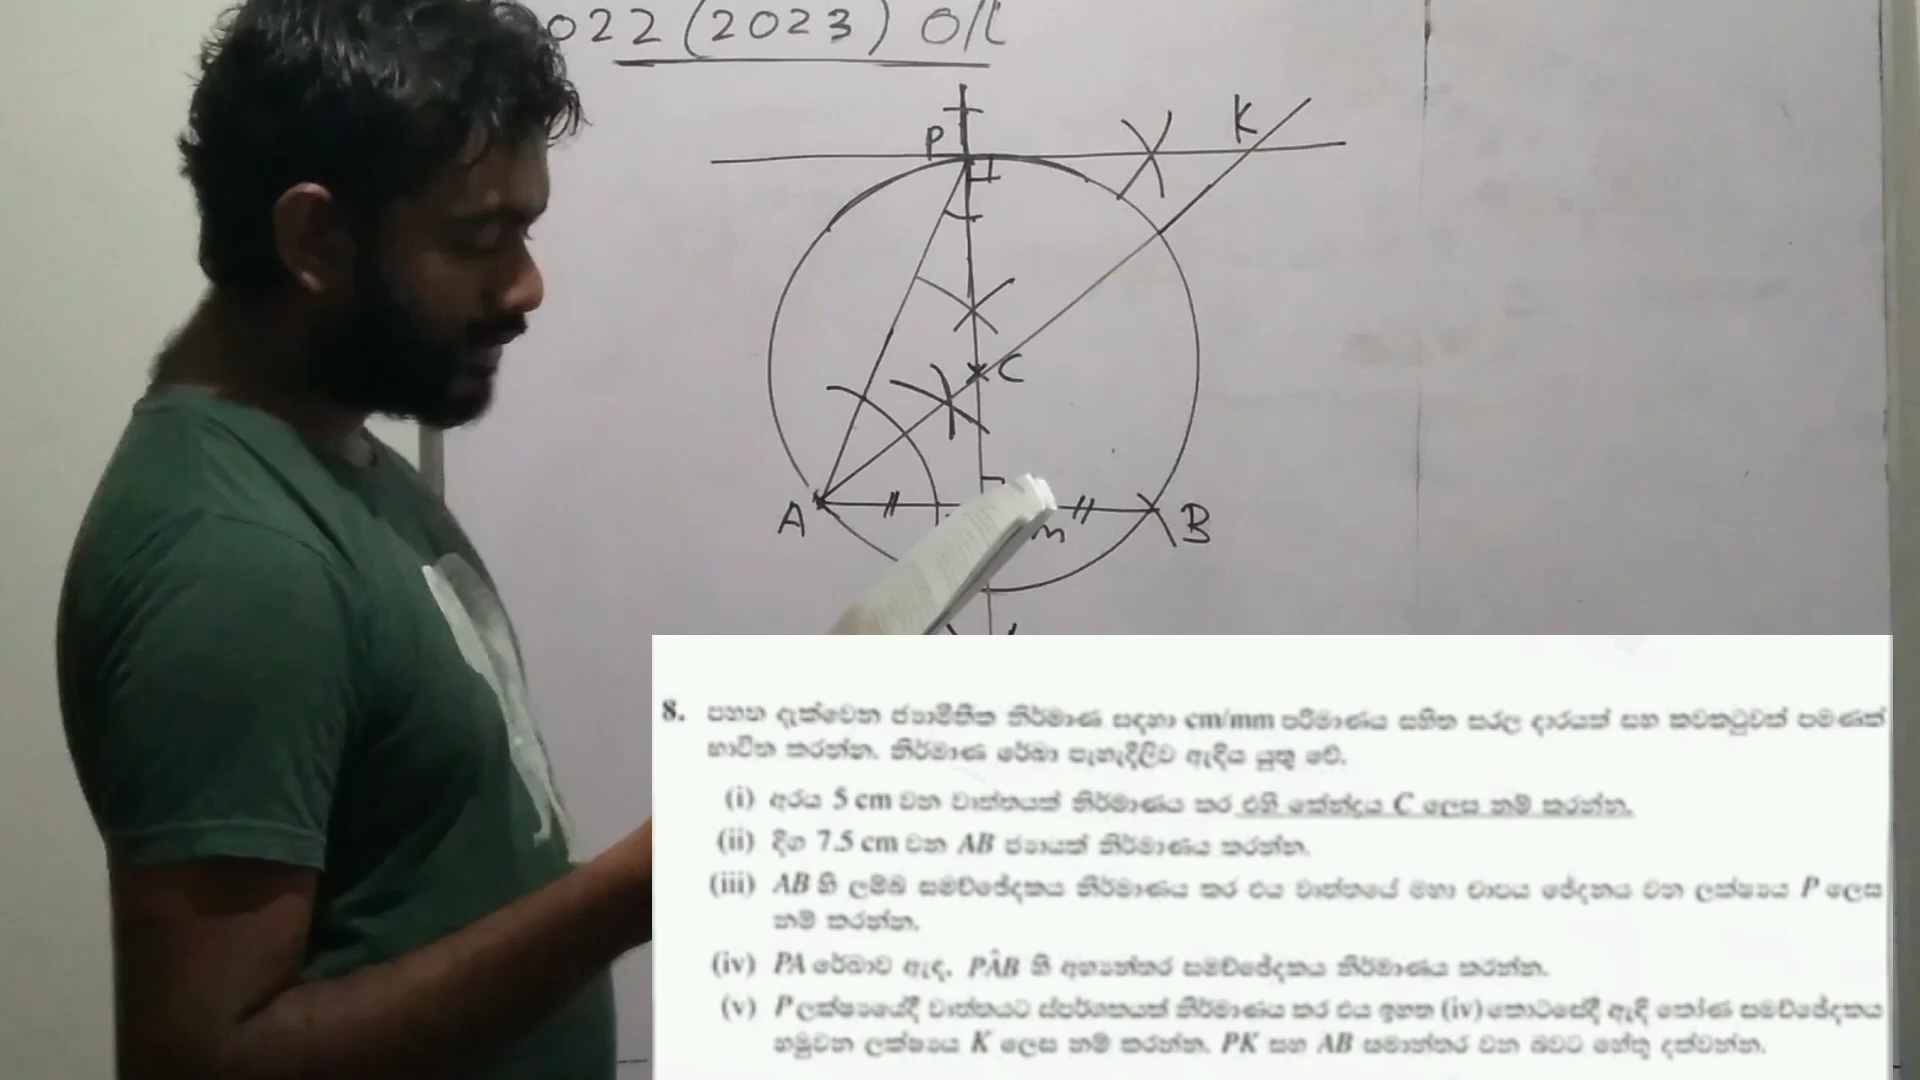 022 (2023) O/L
P
K
C
A
B
m
8. පහත දැක්වෙන ජ්‍යාමිතික නිර්මාණ සඳහා cm/mm පරිමාණය සහිත සරල දාරයක් සහ කවකටුවක් පමණක්
භාවිත කරන්න. නිර්මාණ රේඛා පැහැදිලිව ඇඳිය යුතු වේ.
(i) අරය 5 cm වන වෘත්තයක් නිර්මාණය කර එහි කේන්ද්‍රය C ලෙස නම් කරන්න.
(ii) දිග 7.5 cm වන AB ජ්‍යායක් නිර්මාණය කරන්න.
(iii) AB හි ලම්බ සමච්ඡේදකය නිර්මාණය කර එය වෘත්තයේ මහා චාපය ඡේදනය වන ලක්ෂ්‍යය P ලෙස
නම් කරන්න.
(iv) PA රේඛාව ඇඳ, PÂB හි අභ්‍යන්තර සමච්ඡේදකය නිර්මාණය කරන්න.
(v) P ලක්ෂ්‍යයේදී වෘත්තයට ස්පර්ශකයක් නිර්මාණය කර එය ඉහත (iv) කොටසේදී ඇඳි කෝණ සමච්ඡේදකය
හමුවන ලක්ෂ්‍යය K ලෙස නම් කරන්න. PK සහ AB සමාන්තර වන බවට හේතු දක්වන්න.